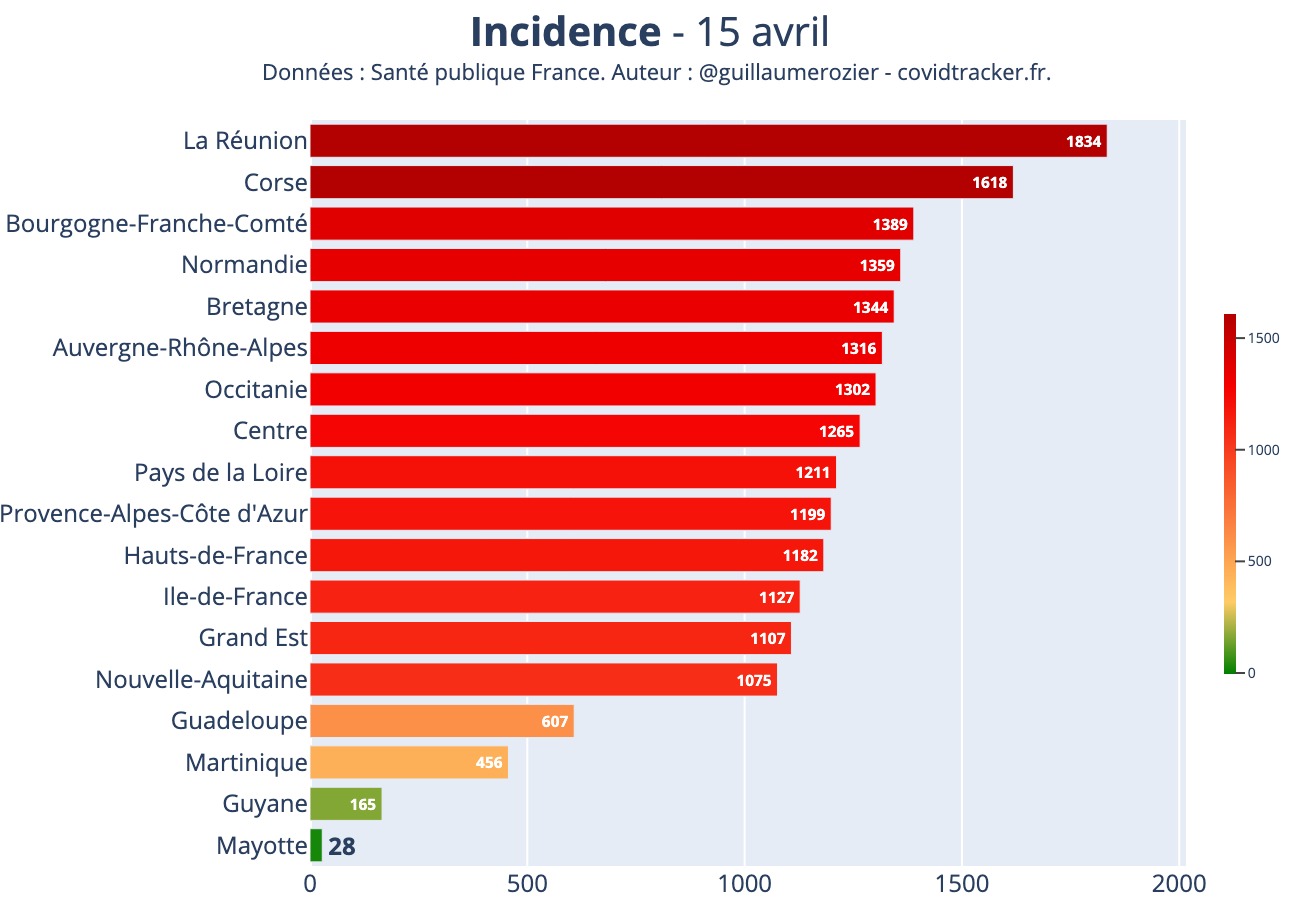 Incidence - 15 avril
Données : Santé publique France. Auteur : @guillaumerozier - covidtracker.fr.
La Réunion 1834
Corse 1618
Bourgogne-Franche-Comté 1389
Normandie 1359
Bretagne 1344
Auvergne-Rhône-Alpes 1316
Occitanie 1302
Centre 1265
Pays de la Loire 1211
Provence-Alpes-Côte d'Azur 1199
Hauts-de-France 1182
Ile-de-France 1127
Grand Est 1107
Nouvelle-Aquitaine 1075
Guadeloupe 607
Martinique 456
Guyane 165
Mayotte 28
0 500 1000 1500 2000
1500
1000
500
0